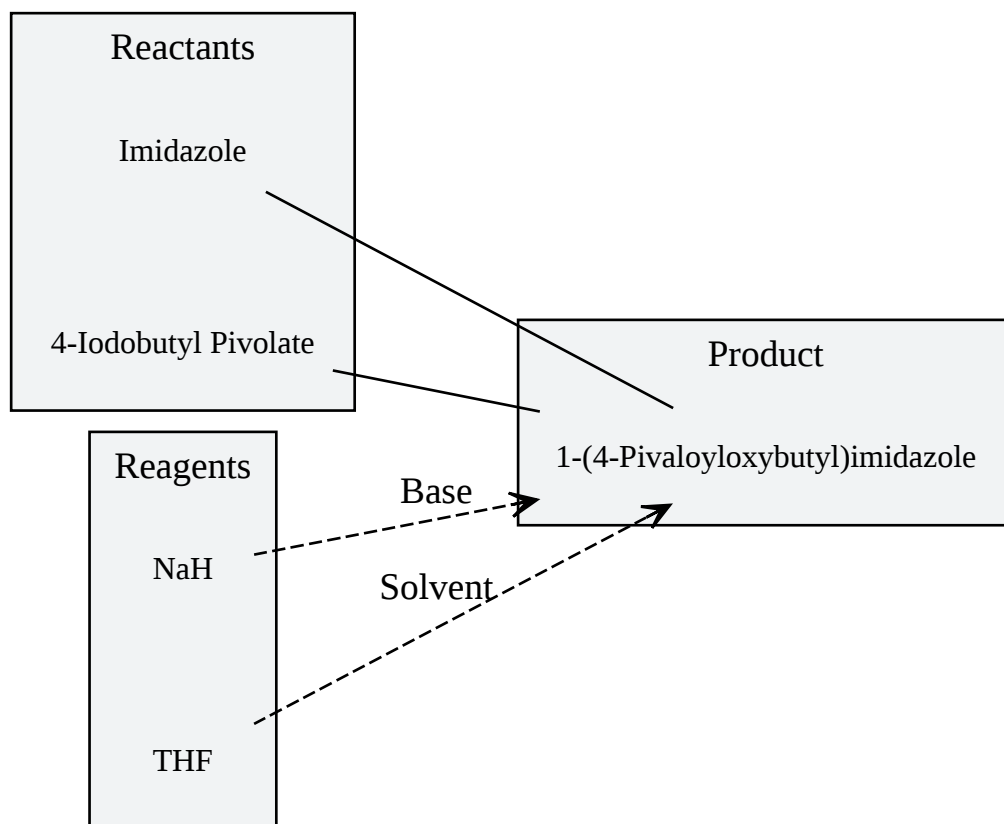 Reactants
Imidazole
4-Iodobutyl Pivolate
Product
1-(4-Pivaloyloxybutyl)imidazole
Reagents
Base
NaH
Solvent
THF